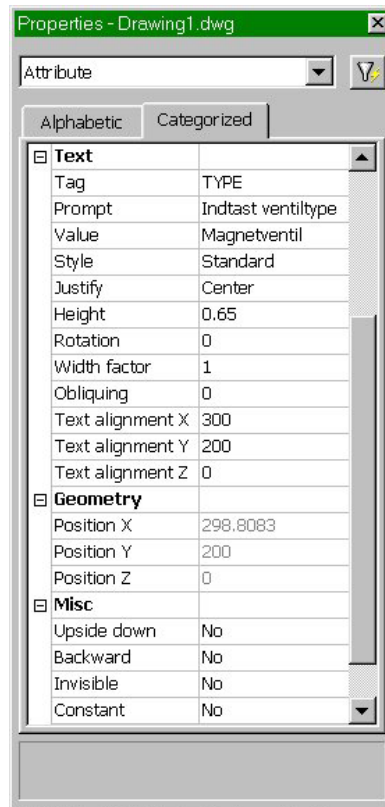 Properties - Drawing1.dwg
Attribute
Alphabetic Categorized
Text
Tag TYPE
Prompt Indtast ventiltype
Value Magnetventil
Style Standard
Justify Center
Height 0.65
Rotation 0
Width factor 1
Obliquing 0
Text alignment X 300
Text alignment Y 200
Text alignment Z 0
Geometry
Position X 298.8083
Position Y 200
Position Z 0
Misc
Upside down No
Backward No
Invisible No
Constant No